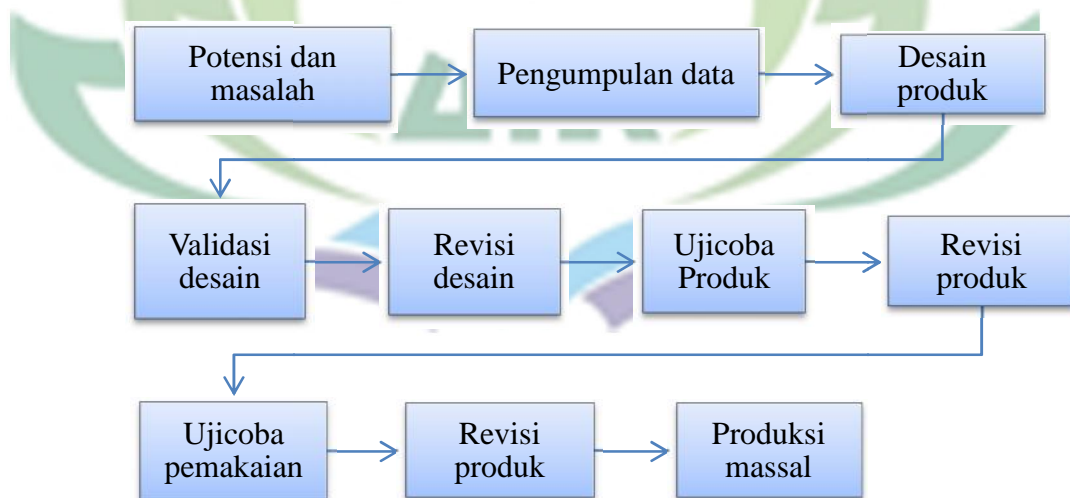 Potensi dan
masalah
Pengumpulan data
Desain
produk
Validasi
desain
Revisi
desain
Ujicoba
Produk
Revisi
produk
Ujicoba
pemakaian
Revisi
produk
Produksi
massal